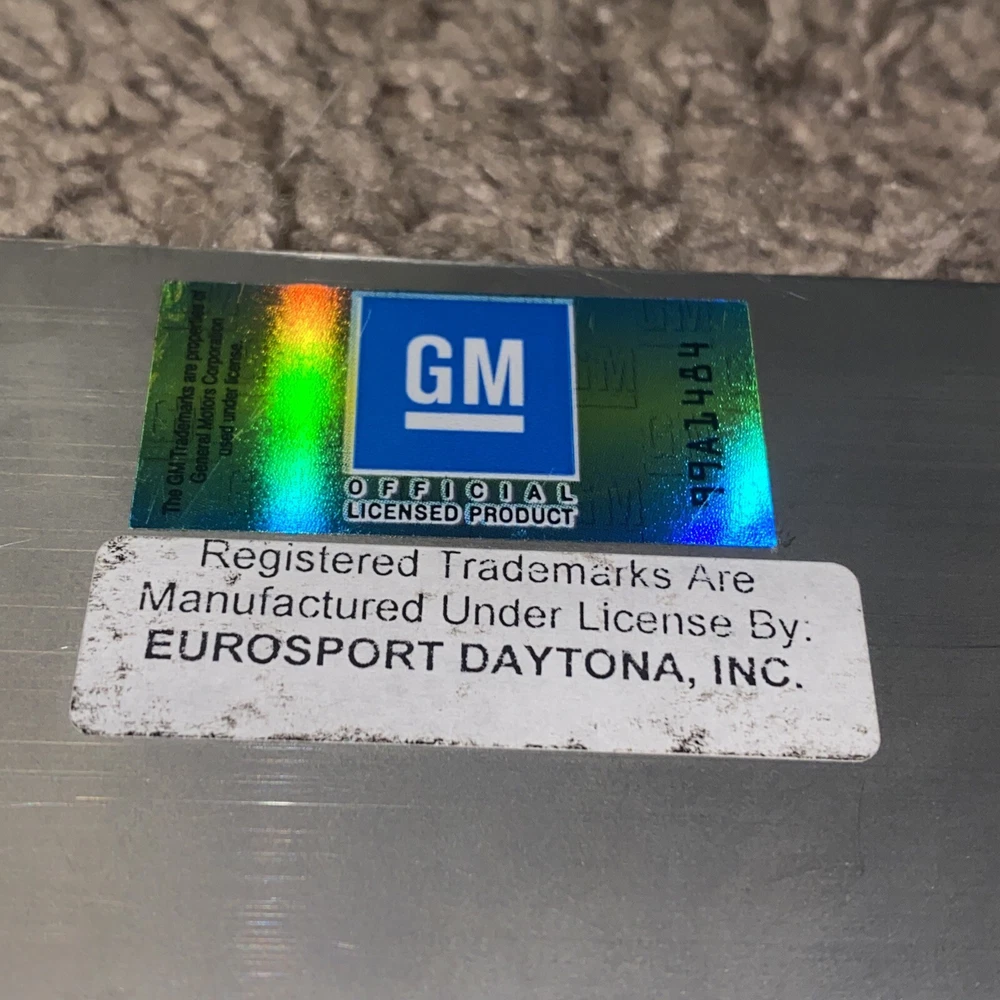 The GM Trademarks are properties of
General Motors Corporation
used under license.
GM
OFFICIAL
LICENSED PRODUCT
99A1484
Registered Trademarks Are
Manufactured Under License By:
EUROSPORT DAYTONA, INC.